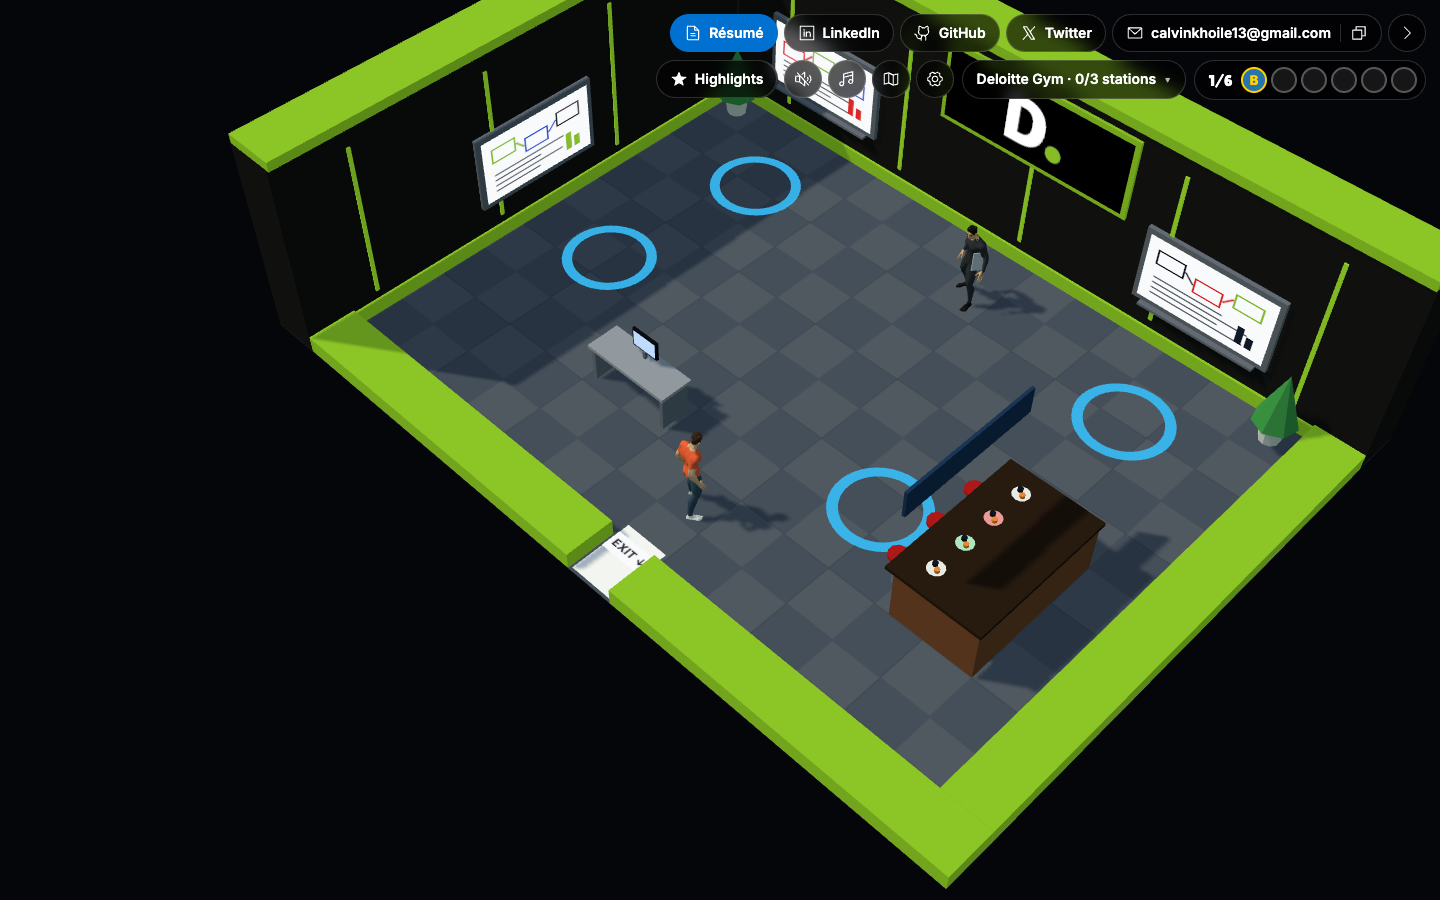 Résumé
LinkedIn
GitHub
Twitter
calvinkhoile13@gmail.com
Highlights
Deloitte Gym · 0/3 stations
1/6
B
D.
EXIT ↓